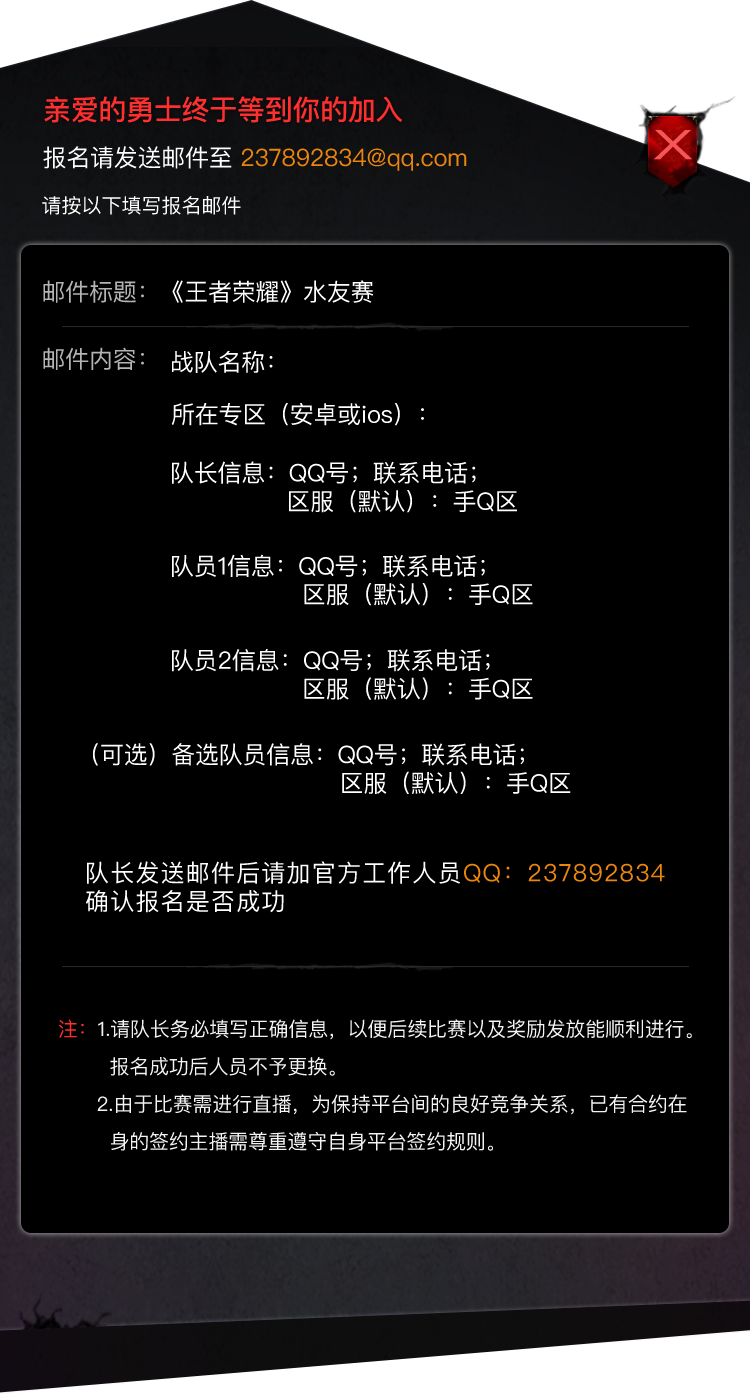 亲爱的勇士终于等到你的加入
报名请发送邮件至 237892834@qq.com
请按以下填写报名邮件
邮件标题：《王者荣耀》水友赛
邮件内容：战队名称：
所在专区（安卓或ios）：
队长信息：QQ号；联系电话；
区服（默认）：手Q区
队员1信息：QQ号；联系电话；
区服（默认）：手Q区
队员2信息：QQ号；联系电话；
区服（默认）：手Q区
（可选）备选队员信息：QQ号；联系电话；
区服（默认）：手Q区
队长发送邮件后请加官方工作人员QQ：237892834
确认报名是否成功
注：1.请队长务必填写正确信息，以便后续比赛以及奖励发放能顺利进行。
报名成功后人员不予更换。
2.由于比赛需进行直播，为保持平台间的良好竞争关系，已有合约在
身的签约主播需尊重遵守自身平台签约规则。